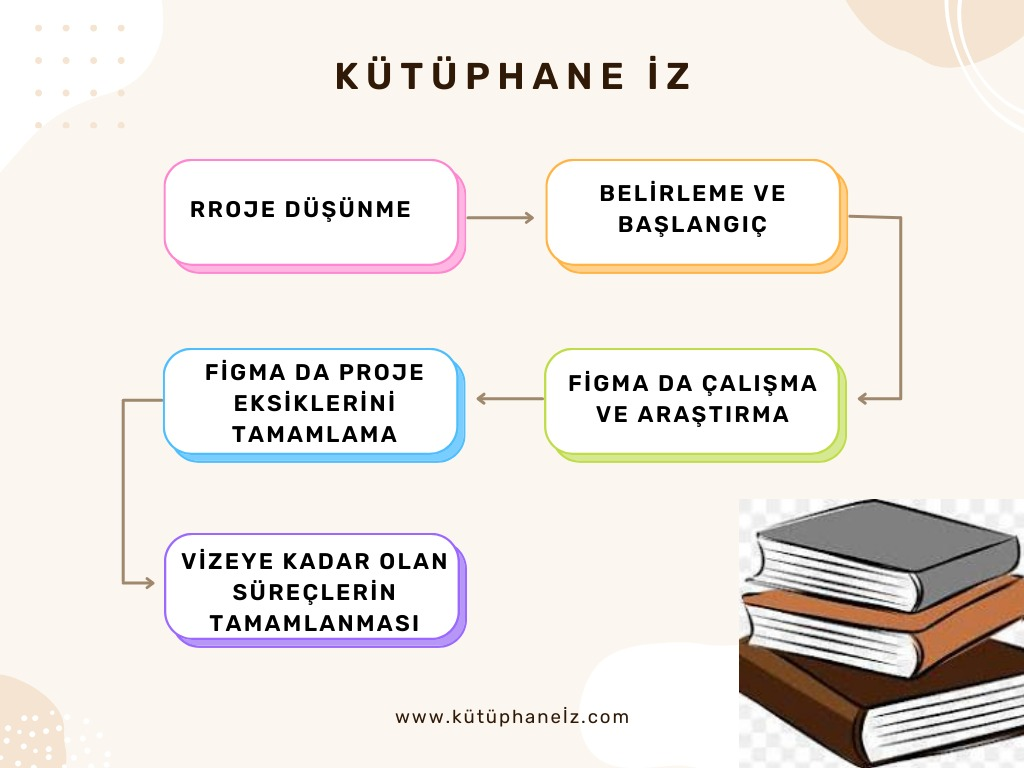 KÜTÜPHANE İZ
RROJE DÜŞÜNME
BELİRLEME VE
BAŞLANGIÇ
FİGMA DA ÇALIŞMA
VE ARAŞTIRMA
FİGMA DA PROJE
EKSİKLERİNİ
TAMAMLAMA
VİZEYE KADAR OLAN
SÜREÇLERİN
TAMAMLANMASI
www.kütüphaneİz.com